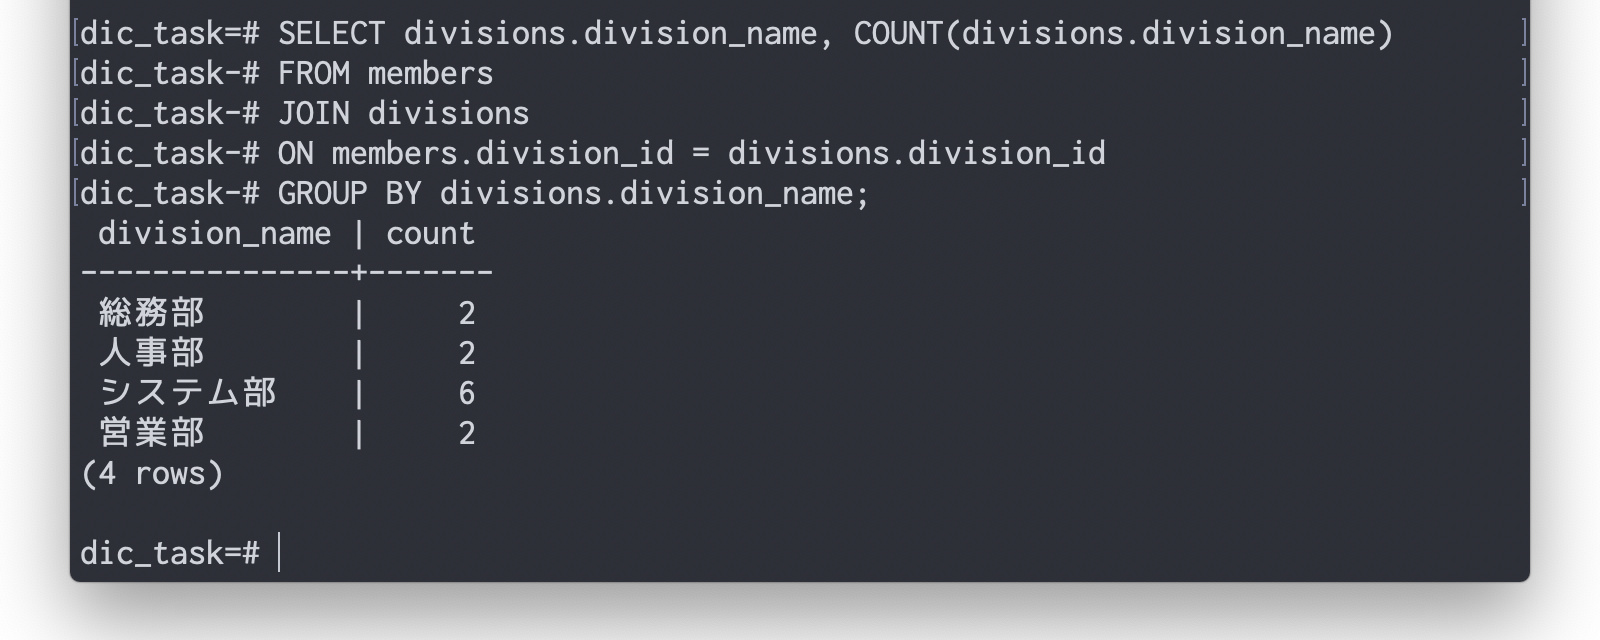 [dic_task=# SELECT divisions.division_name, COUNT(divisions.division_name) ]
[dic_task-# FROM members ]
[dic_task-# JOIN divisions ]
[dic_task-# ON members.division_id = divisions.division_id ]
[dic_task-# GROUP BY divisions.division_name; ]
 division_name | count
---------------+-------
 総務部 | 2
 人事部 | 2
 システム部 | 6
 営業部 | 2
(4 rows)
dic_task=#